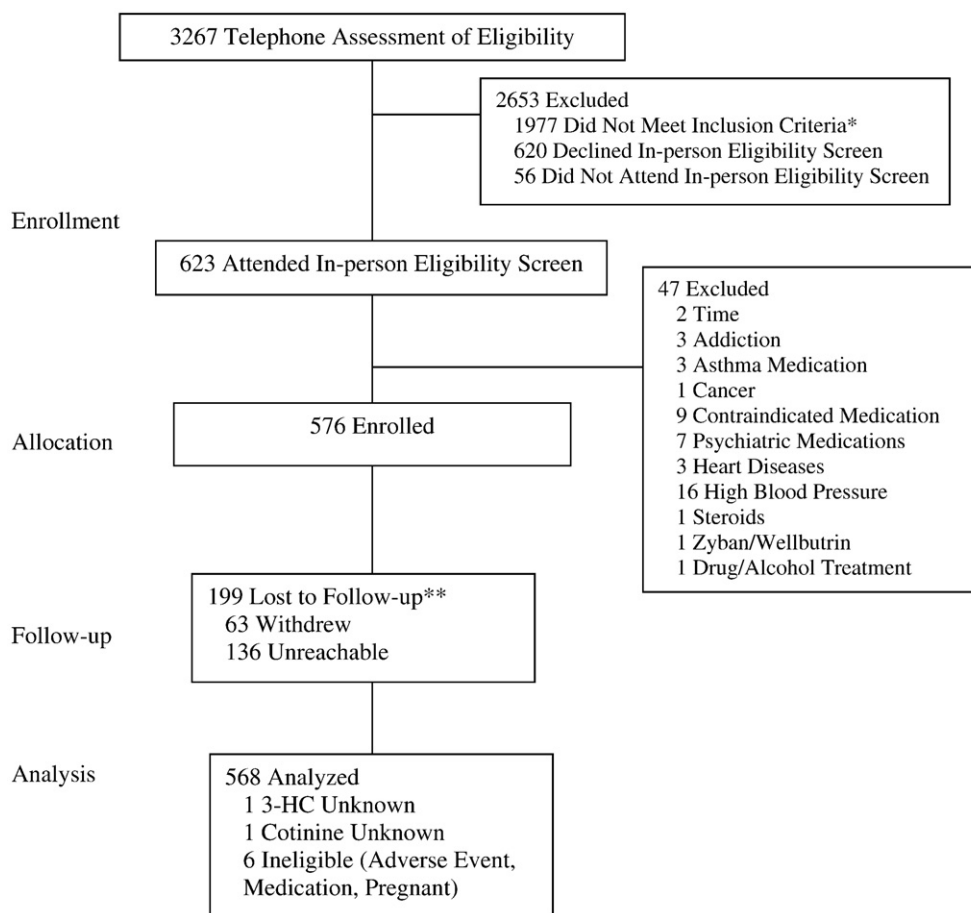 3267 Telephone Assessment of Eligibility
2653 Excluded
1977 Did Not Meet Inclusion Criteria*
620 Declined In-person Eligibility Screen
56 Did Not Attend In-person Eligibility Screen
Enrollment
623 Attended In-person Eligibility Screen
47 Excluded
2 Time
3 Addiction
3 Asthma Medication
1 Cancer
9 Contraindicated Medication
7 Psychiatric Medications
3 Heart Diseases
16 High Blood Pressure
1 Steroids
1 Zyban/Wellbutrin
1 Drug/Alcohol Treatment
Allocation
576 Enrolled
Follow-up
199 Lost to Follow-up**
63 Withdrew
136 Unreachable
Analysis
568 Analyzed
1 3-HC Unknown
1 Cotinine Unknown
6 Ineligible (Adverse Event,
Medication, Pregnant)